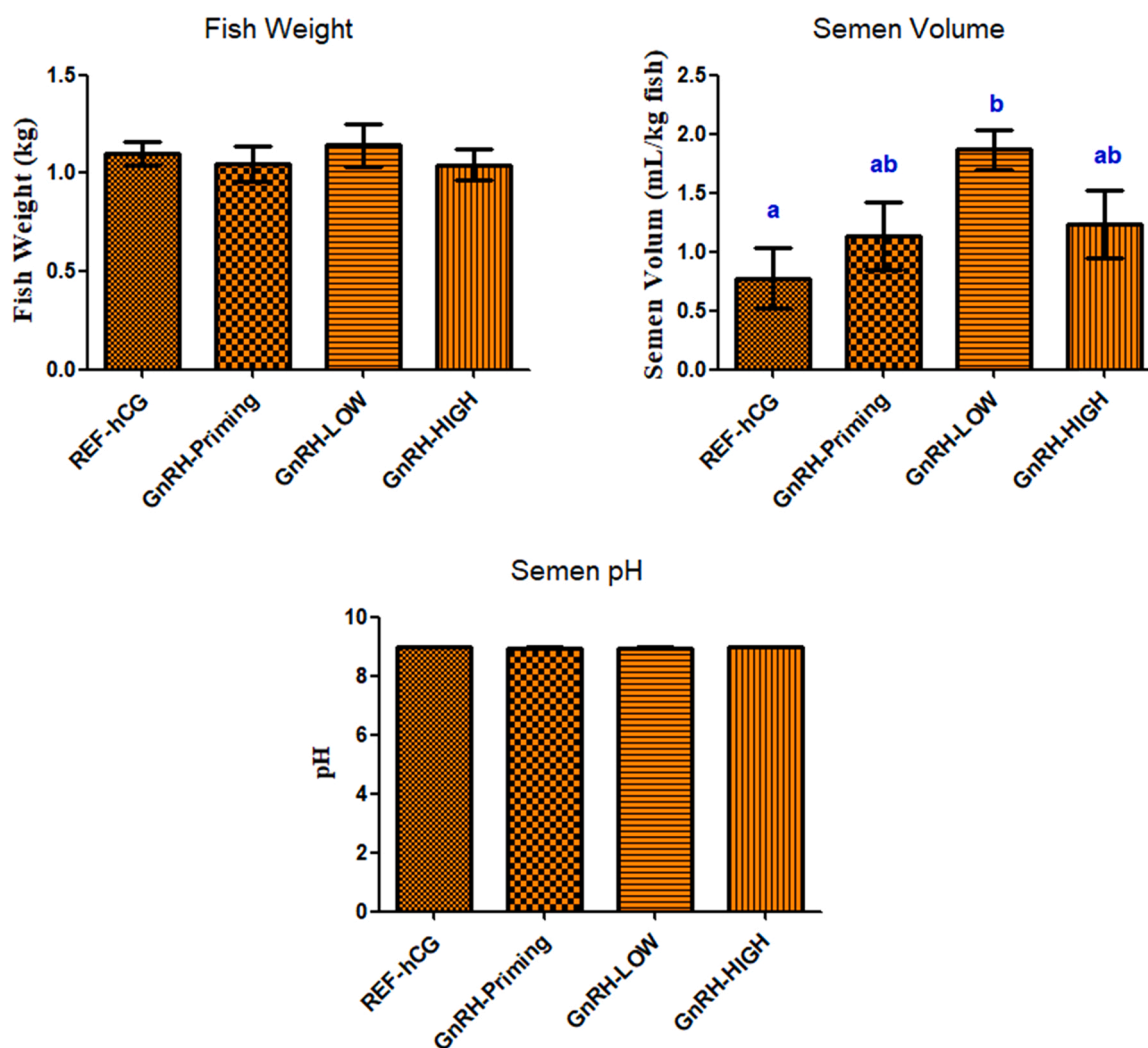 Fish Weight
Fish Weight (kg)
1.5
1.0
0.5
0.0
REF-hCG
GnRH-Priming
GnRH-LOW
GnRH-HIGH
Semen Volume
Semen Volum (mL/kg fish)
2.5
2.0
1.5
1.0
0.5
0.0
a
ab
b
ab
REF-hCG
GnRH-Priming
GnRH-LOW
GnRH-HIGH
Semen pH
pH
10
8
6
4
2
0
REF-hCG
GnRH-Priming
GnRH-LOW
GnRH-HIGH